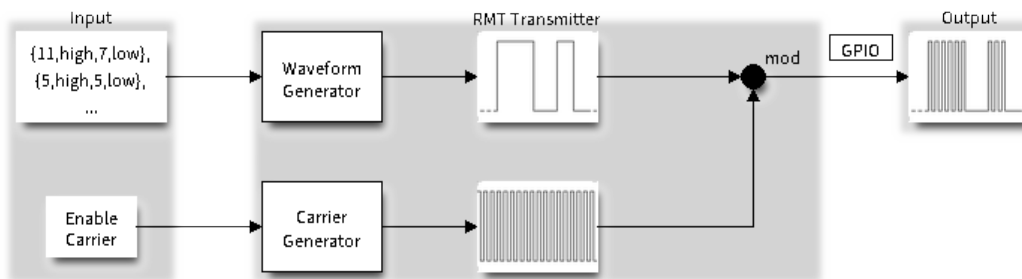 Input
RMT Transmitter
Output
{11,high,7,low},
{5,high,5,low},
...
Waveform
Generator
mod
GPIO
Enable
Carrier
Carrier
Generator